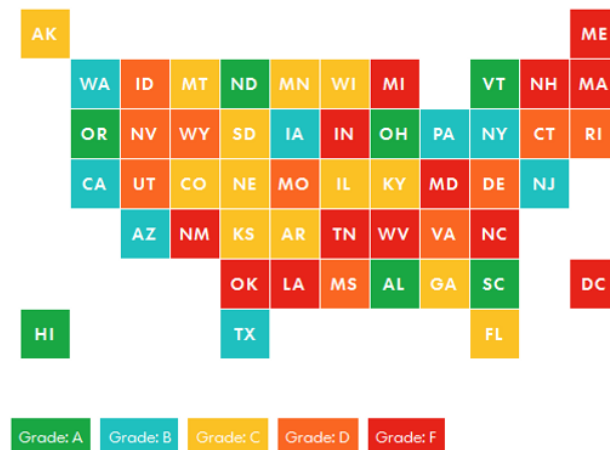 AK ME
WA ID MT ND MN WI MI VT NH MA
OR NV WY SD IA IN OH PA NY CT RI
CA UT CO NE MO IL KY MD DE NJ
AZ NM KS AR TN WV VA NC
OK LA MS AL GA SC DC
HI TX FL
Grade: A Grade: B Grade: C Grade: D Grade: F